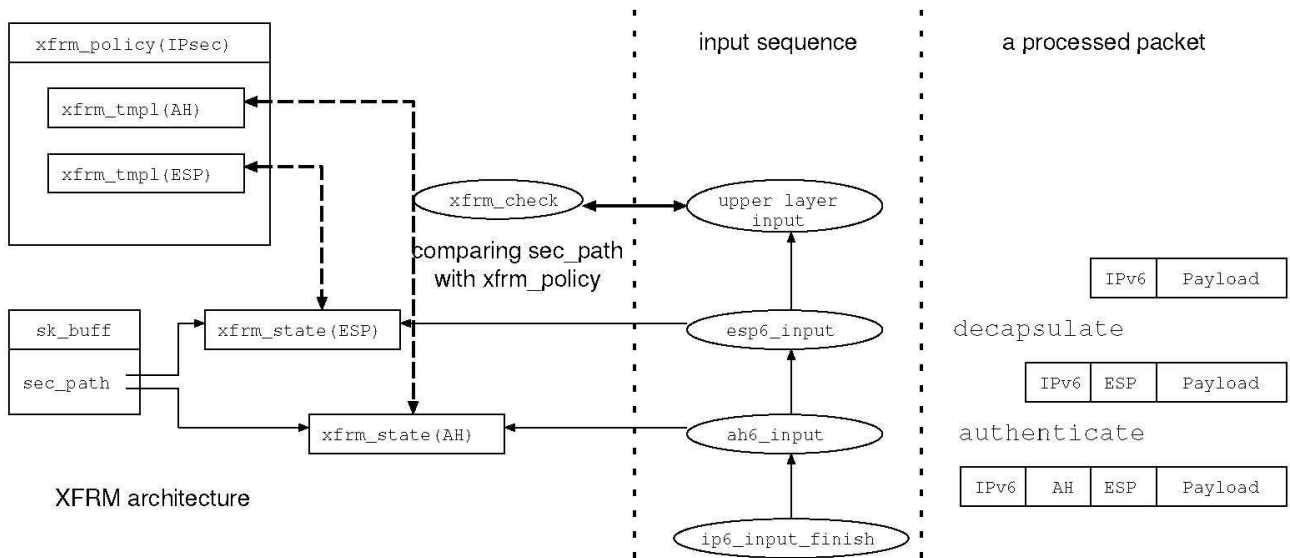 xfrm_policy(IPsec)
xfrm_tmpl(AH)
xfrm_tmpl(ESP)
xfrm_check
comparing sec_path
with xfrm_policy
sk_buff
sec_path
xfrm_state(ESP)
xfrm_state(AH)
XFRM architecture
input sequence
upper layer
input
esp6_input
ah6_input
ip6_input_finish
a processed packet
IPv6 Payload
decapsulate
IPv6 ESP Payload
authenticate
IPv6 AH ESP Payload